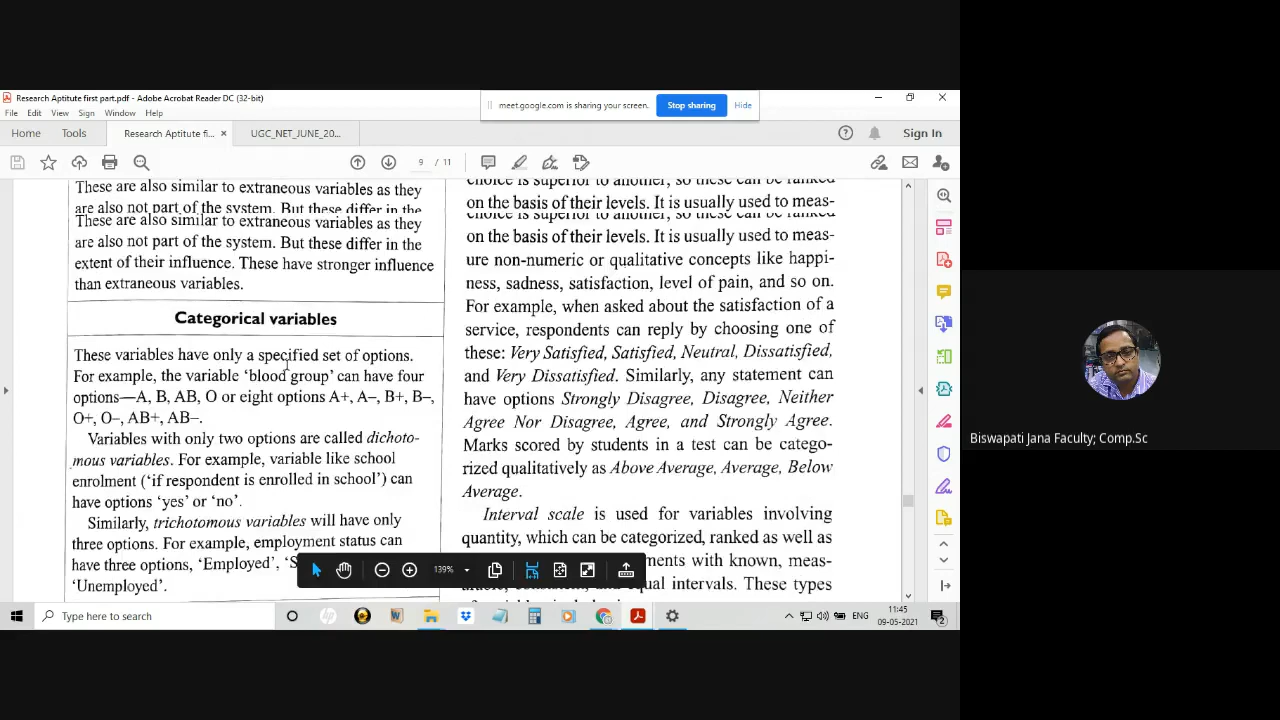 Research Aptitute first part.pdf - Adobe Acrobat Reader DC (32-bit)
File Edit View Sign Window Help
meet.google.com is sharing your screen. Stop sharing Hide
Home Tools Research Aptitute fi... × UGC_NET_JUNE_20... Sign In
9 / 11
These are also similar to extraneous variables as they
are also not part of the system. But these differ in the
These are also similar to extraneous variables as they
are also not part of the system. But these differ in the
extent of their influence. These have stronger influence
than extraneous variables.
Categorical variables
These variables have only a specified set of options.
For example, the variable ‘blood group’ can have four
options—A, B, AB, O or eight options A+, A–, B+, B–,
O+, O–, AB+, AB–.
Variables with only two options are called dichoto-
mous variables. For example, variable like school
enrolment (‘if respondent is enrolled in school’) can
have options ‘yes’ or ‘no’.
Similarly, trichotomous variables will have only
three options. For example, employment status can
have three options, ‘Employed’, ‘S
‘Unemployed’.
choice is superior to another, so these can be ranked
on the basis of their levels. It is usually used to meas-
choice is superior to another, so these can be ranked
on the basis of their levels. It is usually used to meas-
ure non-numeric or qualitative concepts like happi-
ness, sadness, satisfaction, level of pain, and so on.
For example, when asked about the satisfaction of a
service, respondents can reply by choosing one of
these: Very Satisfied, Satisfied, Neutral, Dissatisfied,
and Very Dissatisfied. Similarly, any statement can
have options Strongly Disagree, Disagree, Neither
Agree Nor Disagree, Agree, and Strongly Agree.
Marks scored by students in a test can be catego-
rized qualitatively as Above Average, Average, Below
Average.
Interval scale is used for variables involving
quantity, which can be categorized, ranked as well as
ments with known, meas-
equal intervals. These types
139%
Biswapati Jana Faculty; Comp.Sc
Type here to search
ENG
11:45
09-05-2021
2